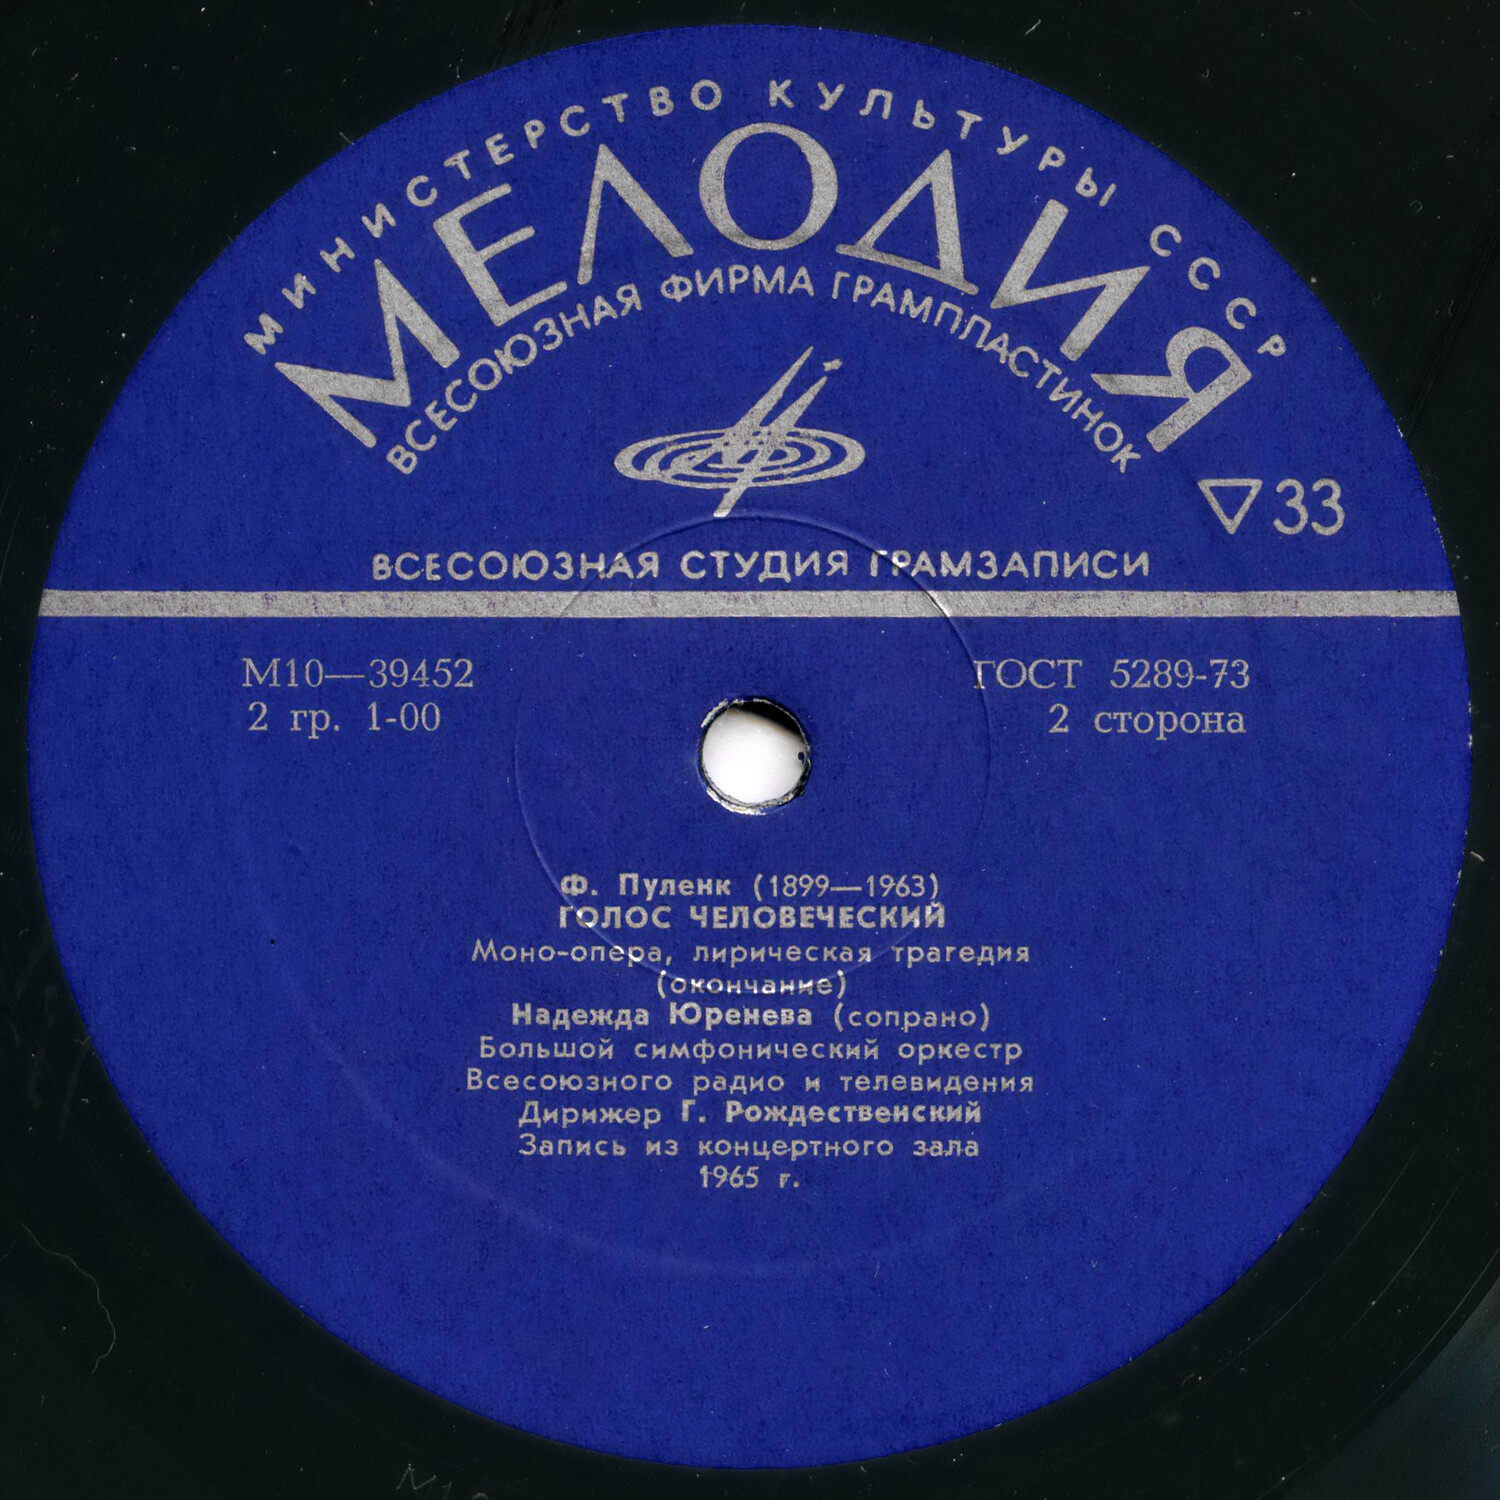 МИНИСТЕРСТВО КУЛЬТУРЫ СССР
МЕЛОДИЯ
ВСЕСОЮЗНАЯ ФИРМА ГРАМПЛАСТИНОК
33
ВСЕСОЮЗНАЯ СТУДИЯ ГРАМЗАПИСИ
М10—39452
ГОСТ 5289-73
2 гр. 1-00
2 сторона
Ф. Пуленк (1899—1963)
ГОЛОС ЧЕЛОВЕЧЕСКИЙ
Моно-опера, лирическая трагедия
(окончание)
Надежда Юренева (сопрано)
Большой симфонический оркестр
Всесоюзного радио и телевидения
Дирижер Г. Рождественский
Запись из концертного зала
1965 г.